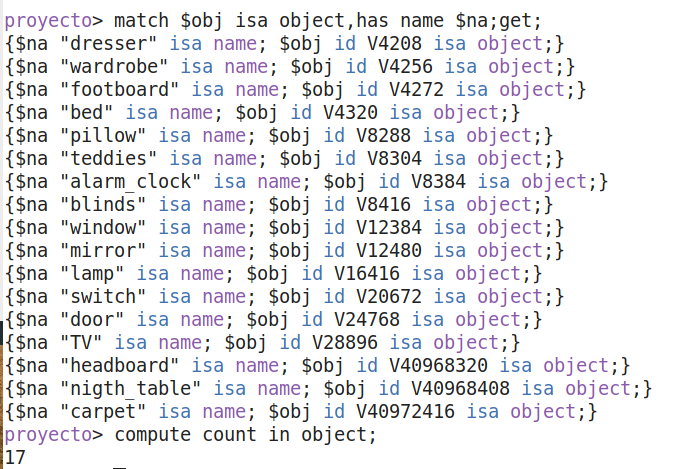 proyecto> match $obj isa object,has name $na;get;
{$na "dresser" isa name; $obj id V4208 isa object;}
{$na "wardrobe" isa name; $obj id V4256 isa object;}
{$na "footboard" isa name; $obj id V4272 isa object;}
{$na "bed" isa name; $obj id V4320 isa object;}
{$na "pillow" isa name; $obj id V8288 isa object;}
{$na "teddies" isa name; $obj id V8304 isa object;}
{$na "alarm_clock" isa name; $obj id V8384 isa object;}
{$na "blinds" isa name; $obj id V8416 isa object;}
{$na "window" isa name; $obj id V12384 isa object;}
{$na "mirror" isa name; $obj id V12480 isa object;}
{$na "lamp" isa name; $obj id V16416 isa object;}
{$na "switch" isa name; $obj id V20672 isa object;}
{$na "door" isa name; $obj id V24768 isa object;}
{$na "TV" isa name; $obj id V28896 isa object;}
{$na "headboard" isa name; $obj id V40968320 isa object;}
{$na "nigth_table" isa name; $obj id V40968408 isa object;}
{$na "carpet" isa name; $obj id V40972416 isa object;}
proyecto> compute count in object;
17